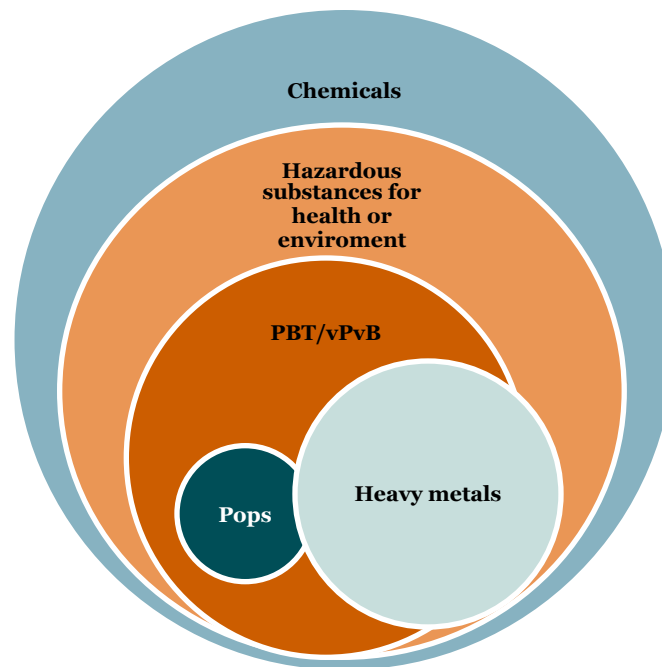 Chemicals
Hazardous
substances for
health or
enviroment
PBT/vPvB
Heavy metals
Pops